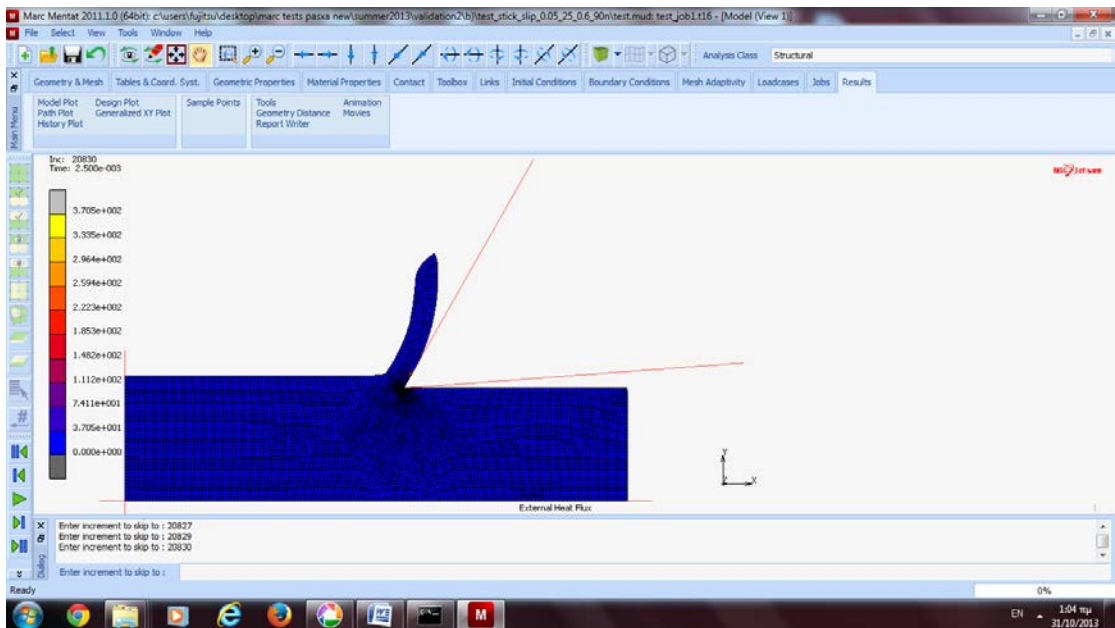 Marc Mentat 2011.1.0 (64bit): c:\users\fujitsu\desktop\marc tests pasxa new\summer2013\validation2\b)\test_stick_slip_0.05_25_0.6_90n\test.mud: test_job1.t16 - [Model (View 1)]
File Select View Tools Window Help
Analysis Class Structural
Geometry & Mesh Tables & Coord. Syst. Geometric Properties Material Properties Contact Toolbox Links Initial Conditions Boundary Conditions Mesh Adaptivity Loadcases Jobs Results
Main Menu
Model Plot Design Plot Sample Points Tools Animation
Path Plot Generalized XY Plot Geometry Distance Movies
History Plot Report Writer
Inc: 20830
Time: 2.500e-003
MSC Software
3.705e+002
3.335e+002
2.964e+002
2.594e+002
2.223e+002
1.853e+002
1.482e+002
1.112e+002
7.411e+001
3.705e+001
0.000e+000
Y
Z X
External Heat Flux
1
Dialog
Enter increment to skip to : 20827
Enter increment to skip to : 20829
Enter increment to skip to : 20830
Enter increment to skip to :
Ready
0%
M
EN
1:04 πμ
31/10/2013